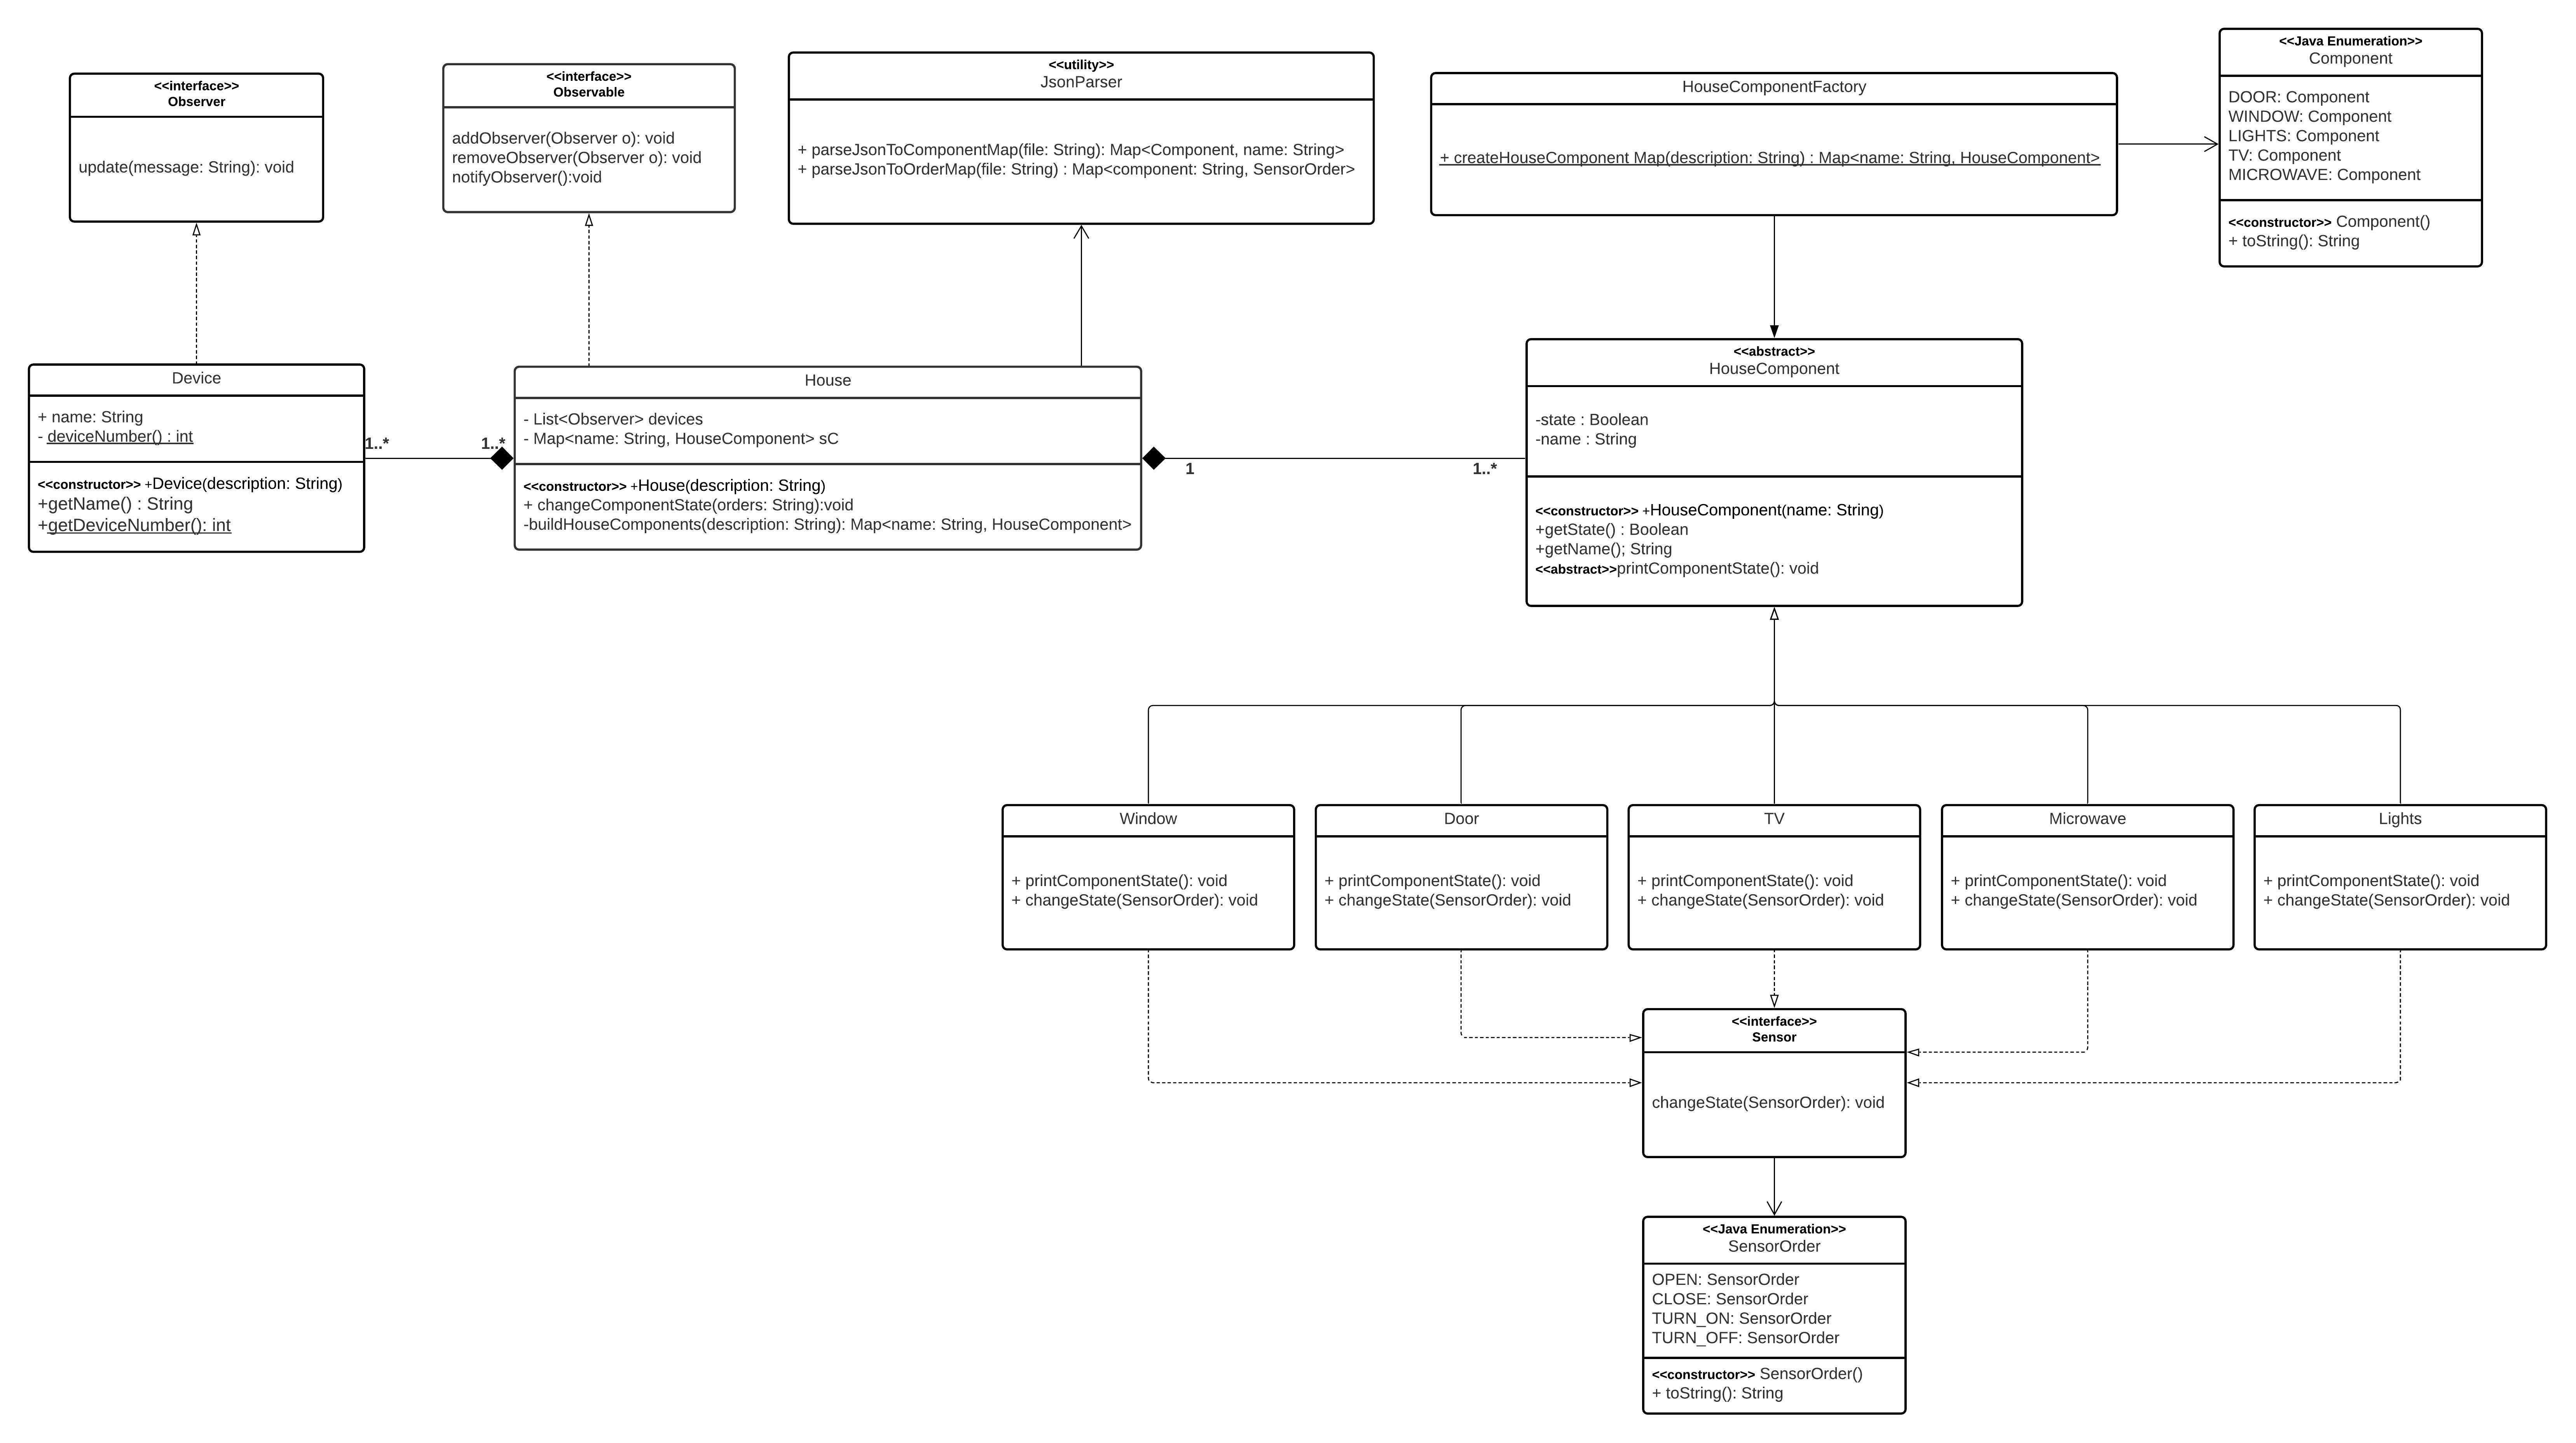 <<interface>>
Observer
update(message: String): void
<<interface>>
Observable
addObserver(Observer o): void
removeObserver(Observer o): void
notifyObserver():void
<<utility>>
JsonParser
+ parseJsonToComponentMap(file: String): Map<Component, name: String>
+ parseJsonToOrderMap(file: String) : Map<component: String, SensorOrder>
HouseComponentFactory
+ createHouseComponent Map(description: String) : Map<name: String, HouseComponent>
<<Java Enumeration>>
Component
DOOR: Component
WINDOW: Component
LIGHTS: Component
TV: Component
MICROWAVE: Component
<<constructor>> Component()
+ toString(): String
Device
+ name: String
- deviceNumber() : int
<<constructor>> +Device(description: String)
+getName() : String
+getDeviceNumber(): int
1..*
1..*
House
- List<Observer> devices
- Map<name: String, HouseComponent> sC
<<constructor>> +House(description: String)
+ changeComponentState(orders: String):void
-buildHouseComponents(description: String): Map<name: String, HouseComponent>
1
1..*
<<abstract>>
HouseComponent
-state : Boolean
-name : String
<<constructor>> +HouseComponent(name: String)
+getState() : Boolean
+getName(); String
<<abstract>>printComponentState(): void
Window
+ printComponentState(): void
+ changeState(SensorOrder): void
Door
+ printComponentState(): void
+ changeState(SensorOrder): void
TV
+ printComponentState(): void
+ changeState(SensorOrder): void
Microwave
+ printComponentState(): void
+ changeState(SensorOrder): void
Lights
+ printComponentState(): void
+ changeState(SensorOrder): void
<<interface>>
Sensor
changeState(SensorOrder): void
<<Java Enumeration>>
SensorOrder
OPEN: SensorOrder
CLOSE: SensorOrder
TURN_ON: SensorOrder
TURN_OFF: SensorOrder
<<constructor>> SensorOrder()
+ toString(): String